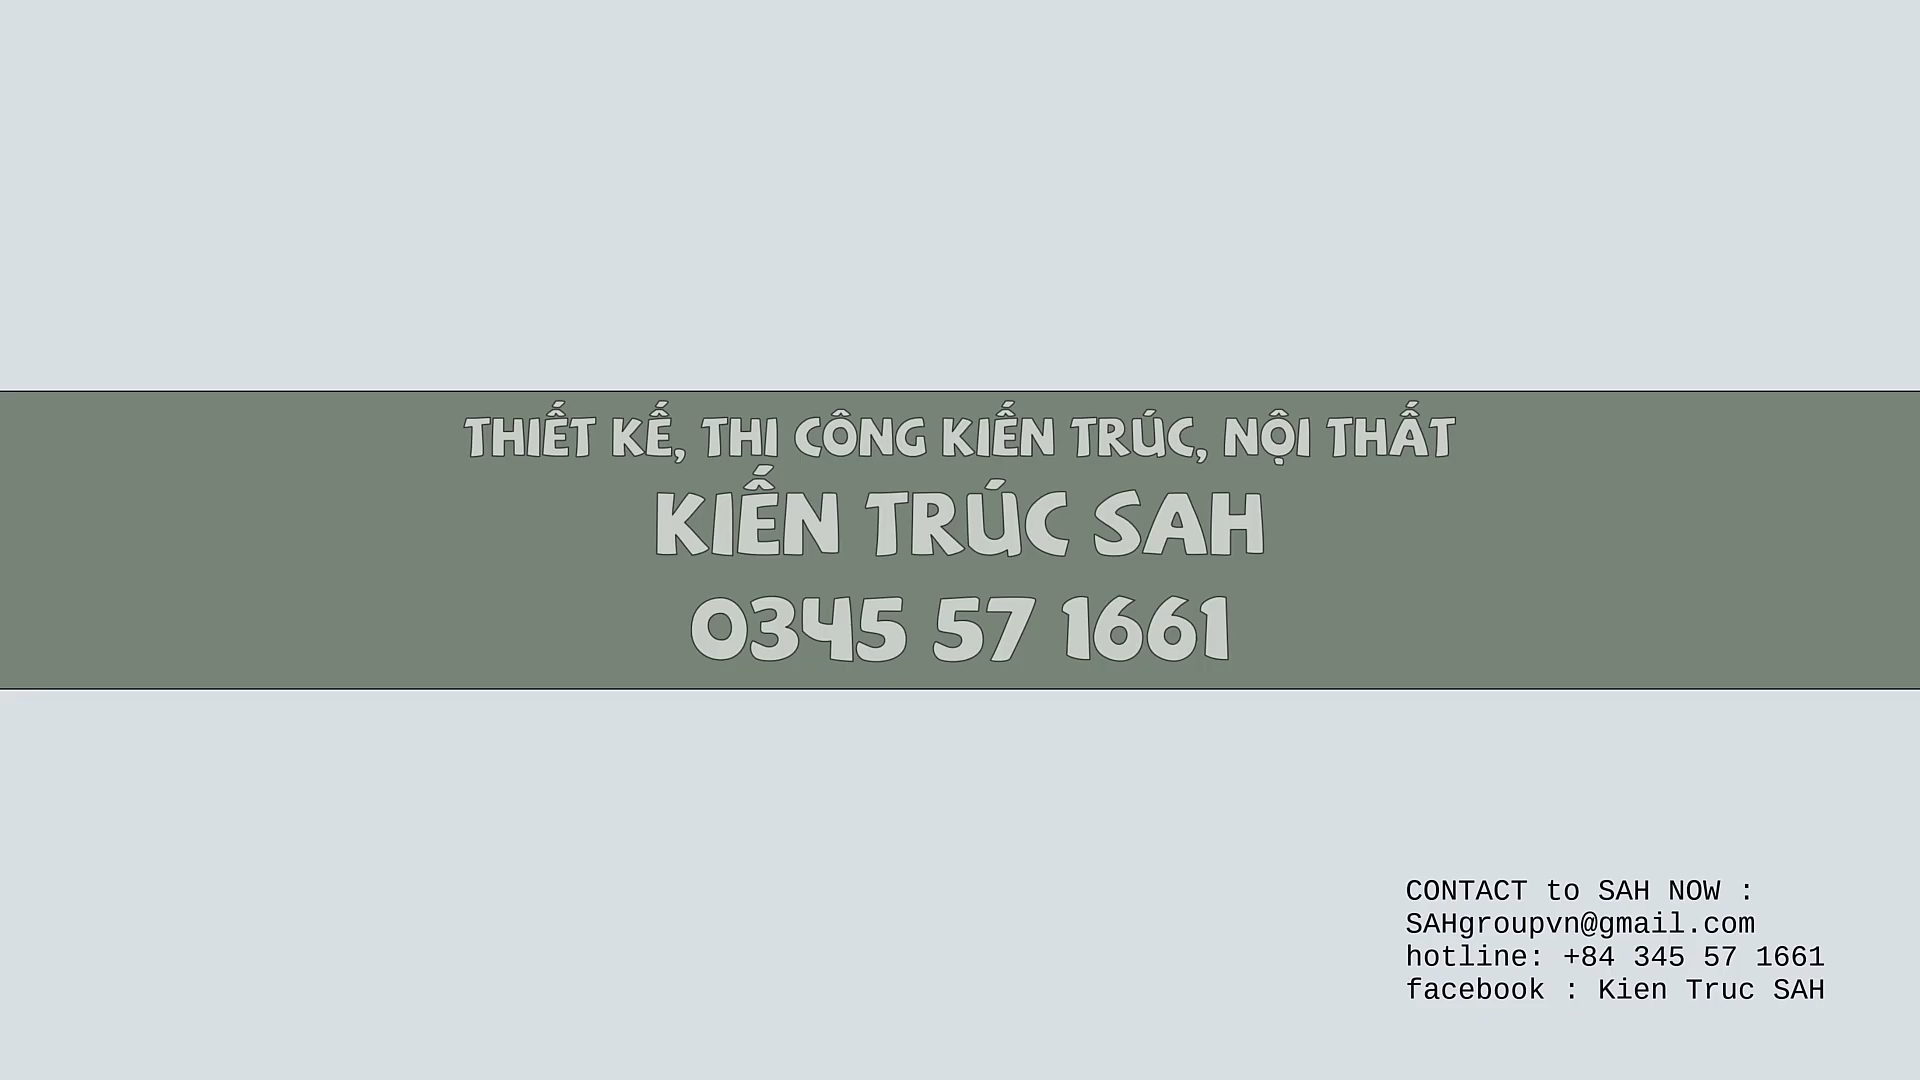 THIẾT KẾ, THI CÔNG KIẾN TRÚC, NỘI THẤT
KIẾN TRÚC SAH
0345 57 1661
CONTACT to SAH NOW :
SAHgroupvn@gmail.com
hotline: +84 345 57 1661
facebook : Kien Truc SAH